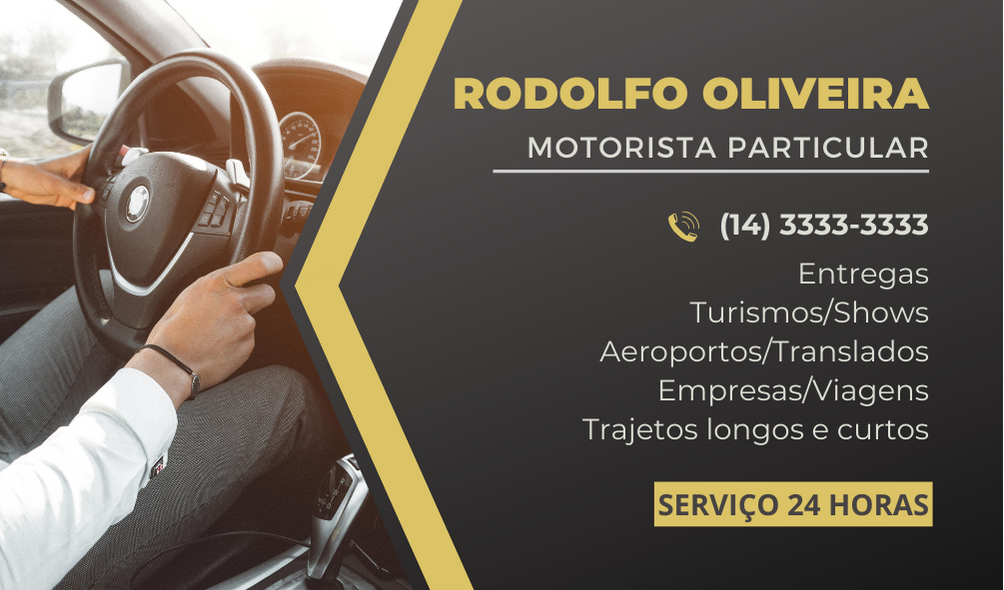 RODOLFO OLIVEIRA
MOTORISTA PARTICULAR
(14) 3333-3333
Entregas
Turismos/Shows
Aeroportos/Translados
Empresas/Viagens
Trajetos longos e curtos
SERVIÇO 24 HORAS